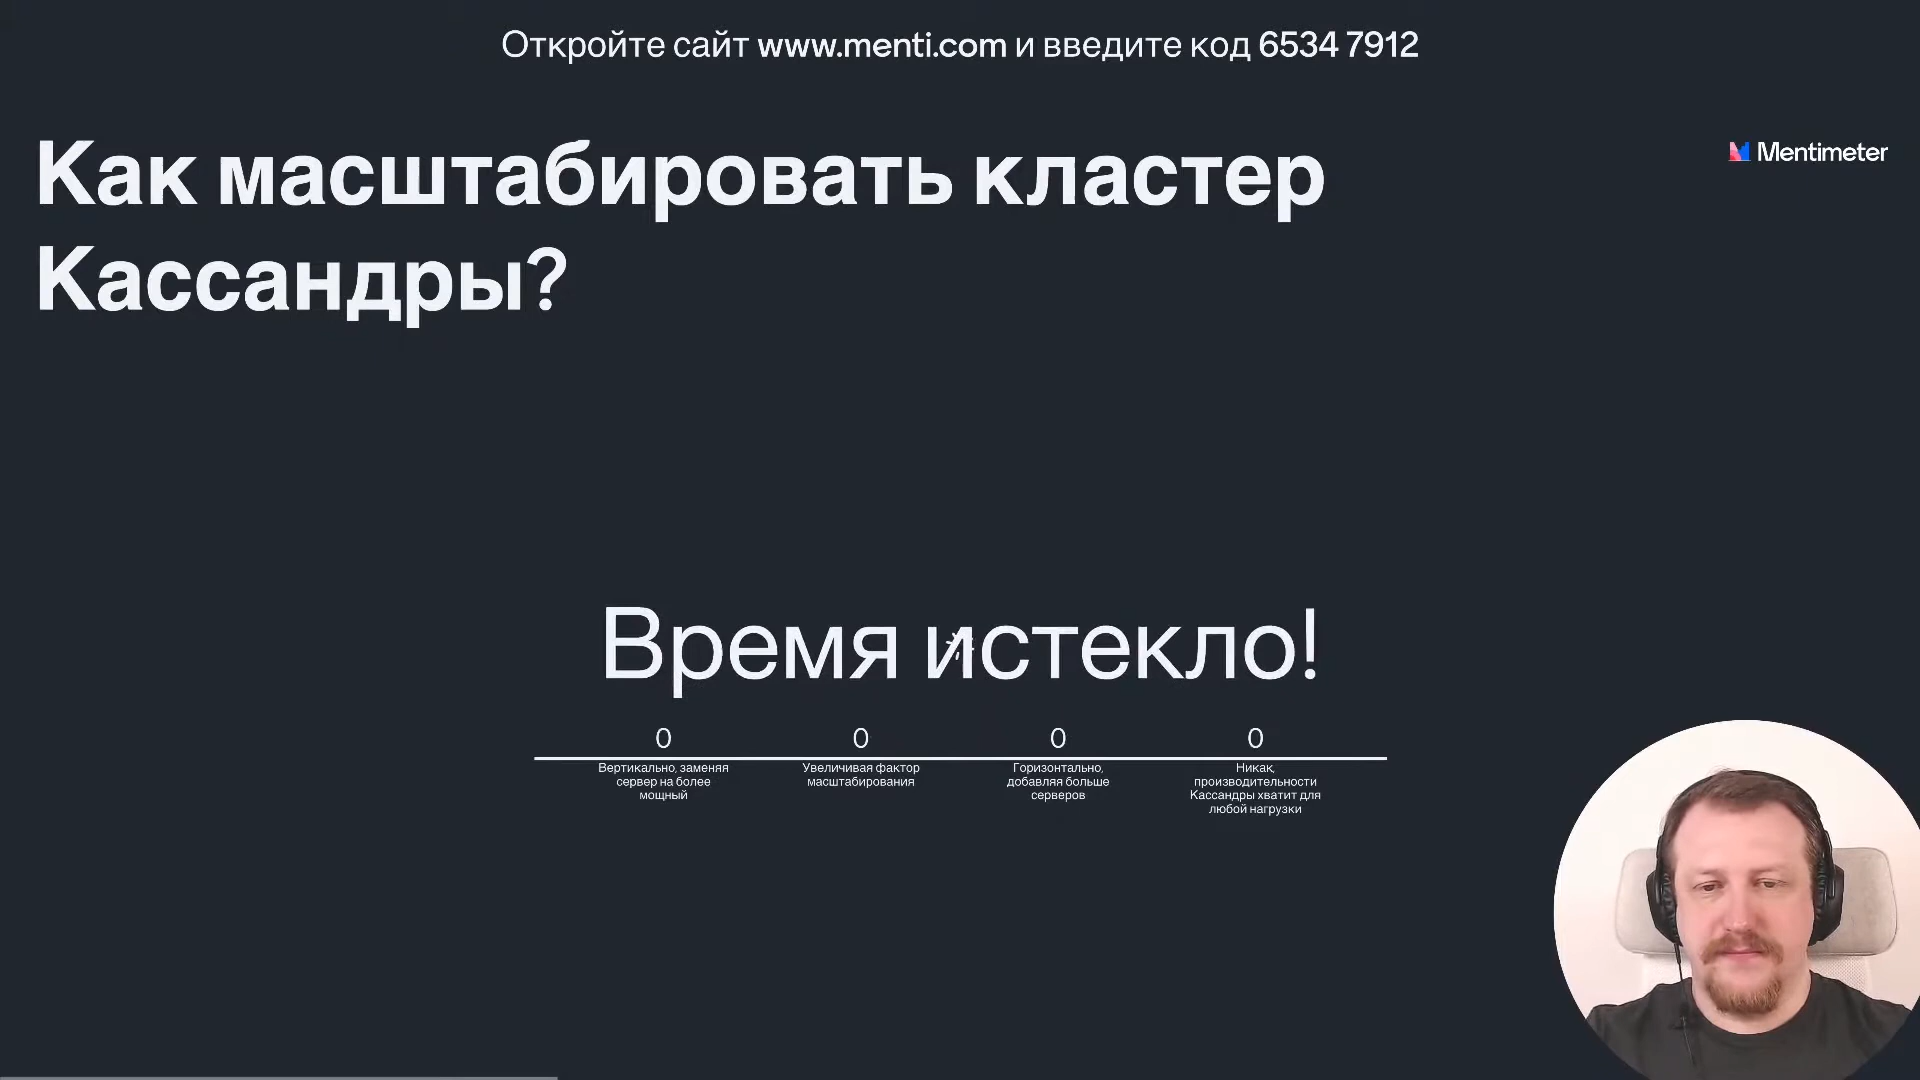 Откройте сайт www.menti.com и введите код 6534 7912
Как масштабировать кластер
Кассандры?
Mentimeter
Время истекло!
0
0
0
0
Вертикально, заменяя
сервер на более
мощный
Увеличивая фактор
масштабирования
Горизонтально,
добавляя больше
серверов
Никак,
производительности
Кассандры хватит для
любой нагрузки